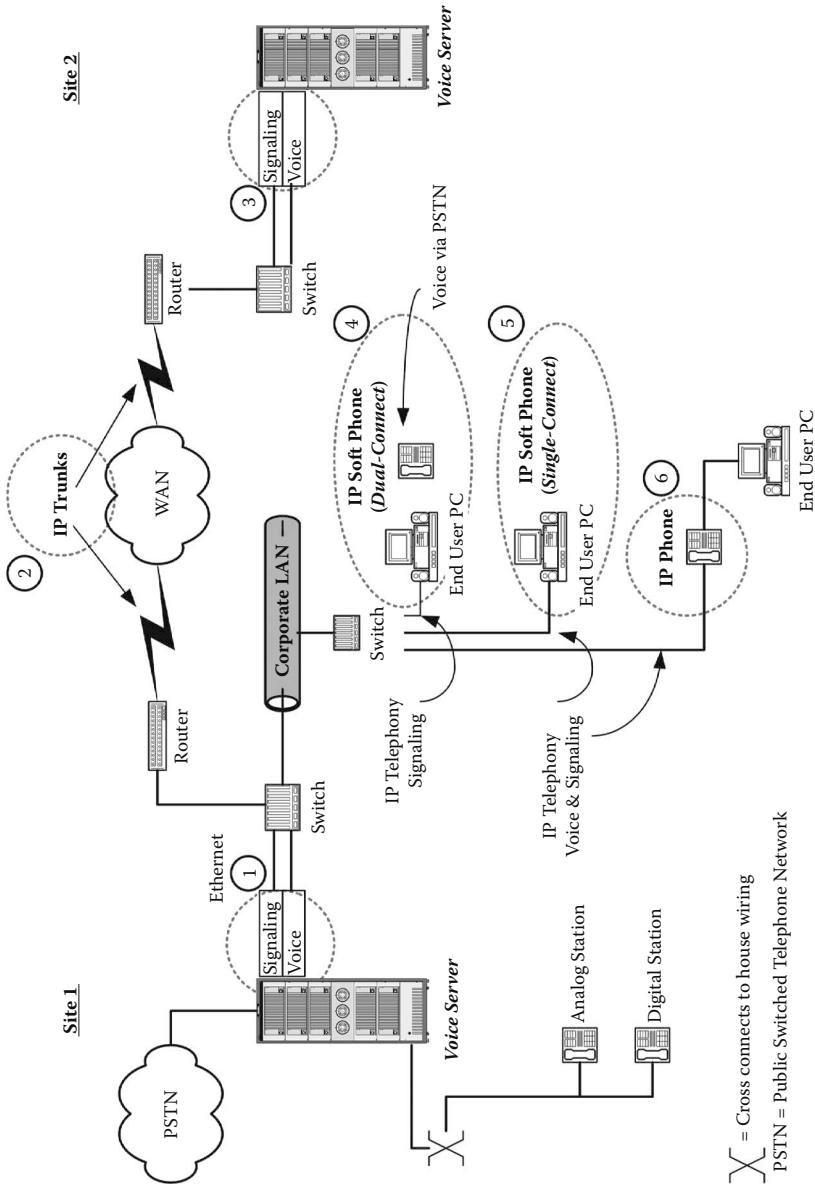 Site 1
Site 2
PSTN
Voice Server
Signaling
Voice
1
Ethernet
Switch
Router
2
IP Trunks
WAN
Router
Switch
3
Signaling
Voice
Voice Server
Corporate LAN
Switch
IP Telephony
Signaling
IP Soft Phone
(Dual-Connect)
4
End User PC
Voice via PSTN
IP Telephony
Voice & Signaling
IP Soft Phone
(Single-Connect)
5
End User PC
IP Phone
6
End User PC
Analog Station
Digital Station
= Cross connects to house wiring
PSTN = Public Switched Telephone Network